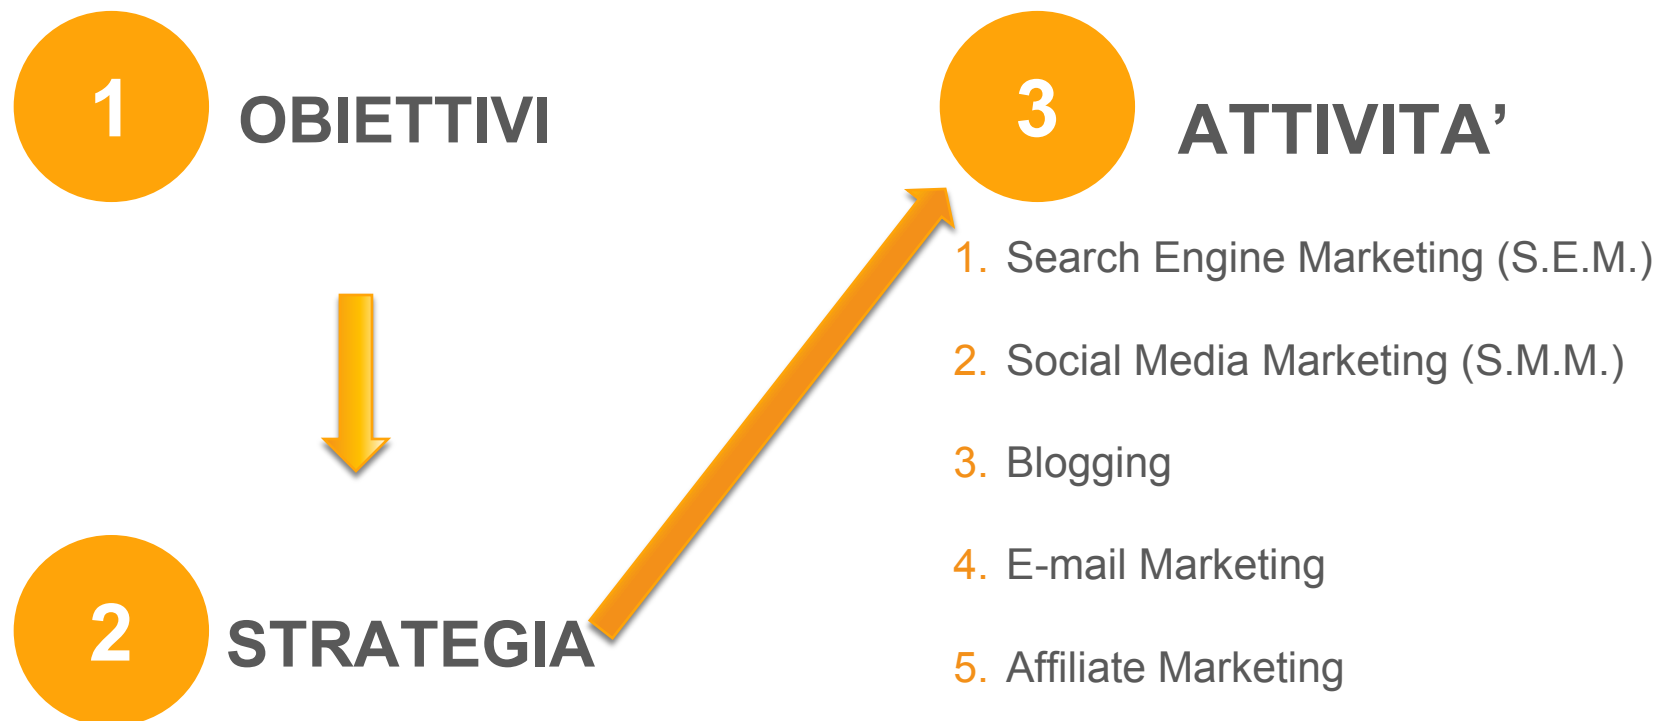 1
OBIETTIVI
2
STRATEGIA
3
ATTIVITA’
1. Search Engine Marketing (S.E.M.)
2. Social Media Marketing (S.M.M.)
3. Blogging
4. E-mail Marketing
5. Affiliate Marketing